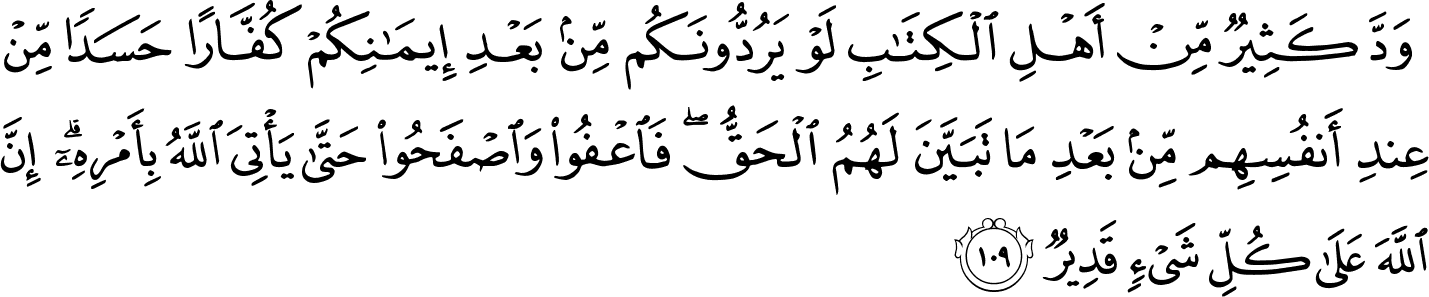 وَدَّ كَثِيرٌ مِّنْ أَهْلِ ٱلْكِتَـٰبِ لَوْ يَرُدُّونَكُم مِّنۢ بَعْدِ إِيمَـٰنِكُمْ كُفَّارًا حَسَدًا مِّنْ
عِندِ أَنفُسِهِم مِّنۢ بَعْدِ مَا تَبَيَّنَ لَهُمُ ٱلْحَقُّ ۖ فَٱعْفُوا۟ وَٱصْفَحُوا۟ حَتَّىٰ يَأْتِىَ ٱللَّهُ بِأَمْرِهِۦٓ ۗ إِنَّ
ٱللَّهَ عَلَىٰ كُلِّ شَىْءٍ قَدِيرٌ ١٠٩